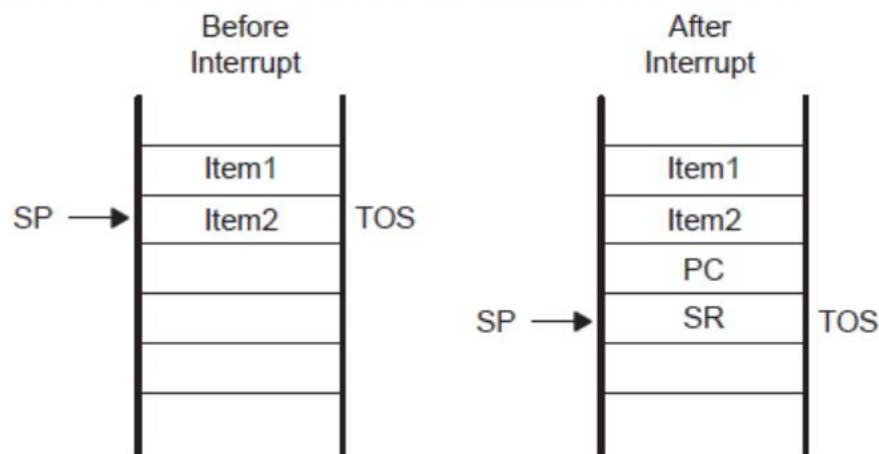 Before
Interrupt
After
Interrupt
Item1
Item1
SP
Item2
TOS
Item2
PC
SP
SR
TOS